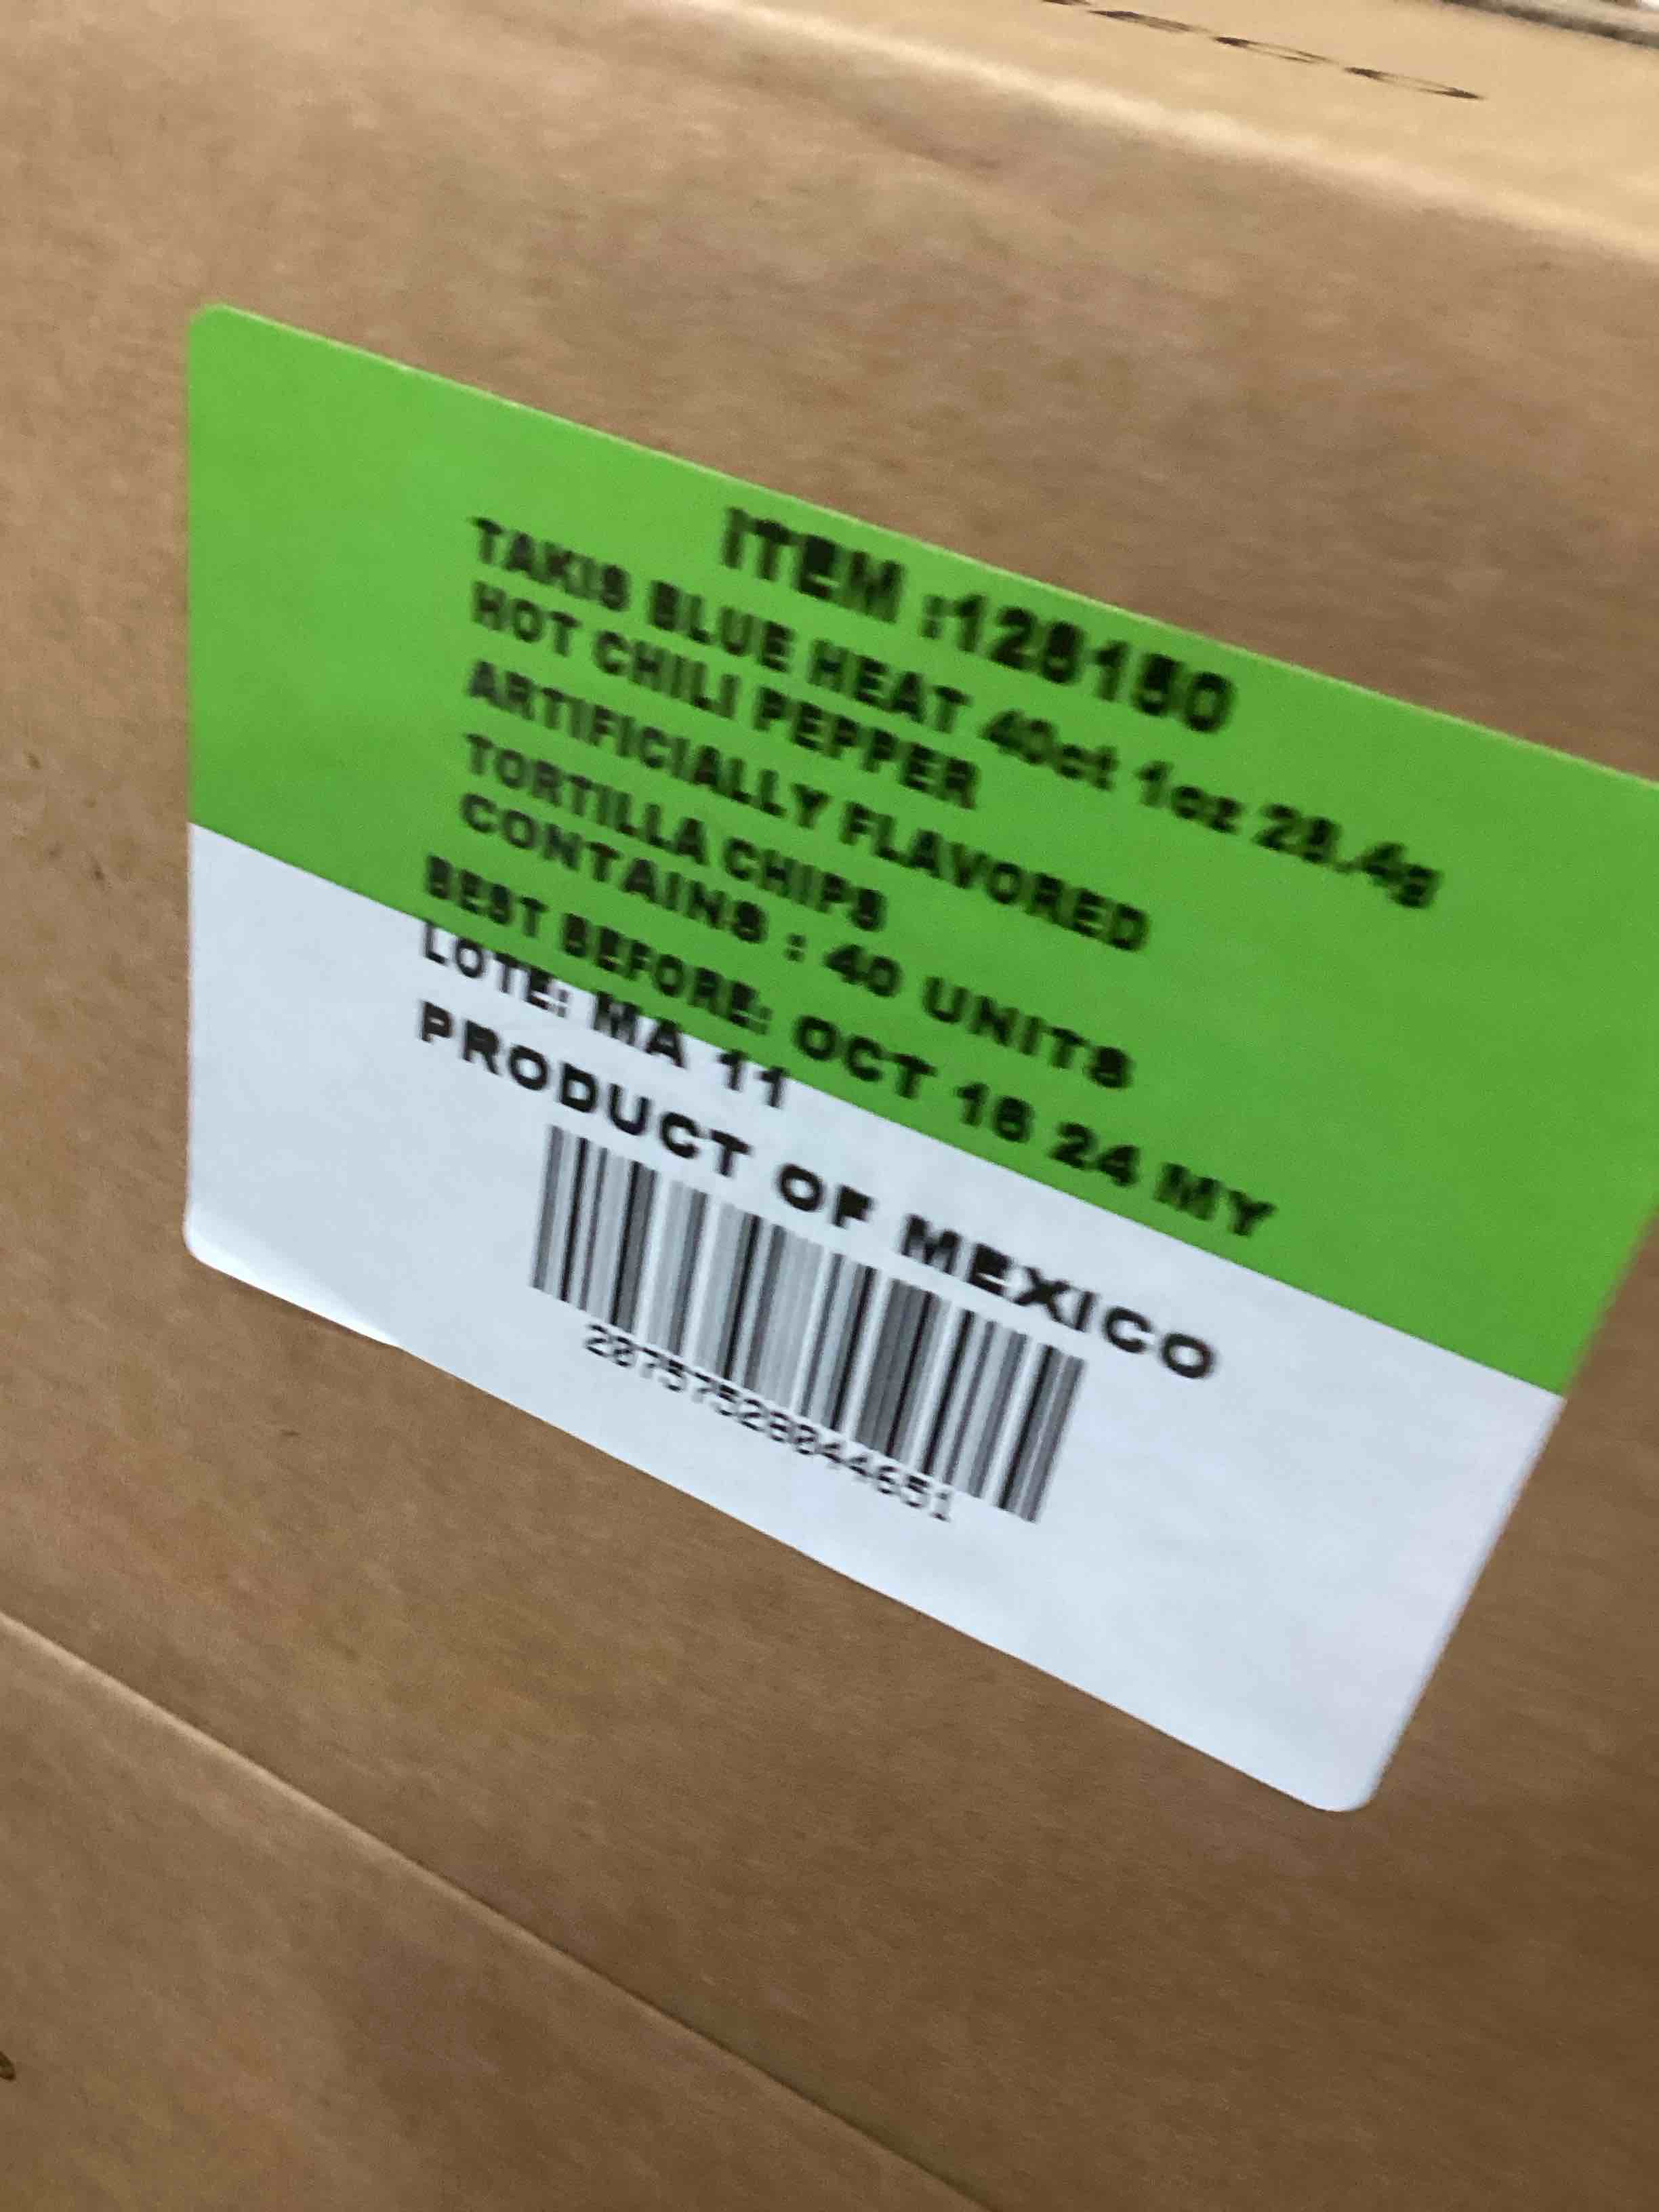 ITEM :128150
TAKIS BLUE HEAT 40ct 1oz 28.4g
HOT CHILI PEPPER
ARTIFICIALLY FLAVORED
TORTILLA CHIPS
CONTAINS : 40 UNITS
BEST BEFORE: OCT 16 24 MY
LOTE: MA 11
PRODUCT OF MEXICO
20757528044651